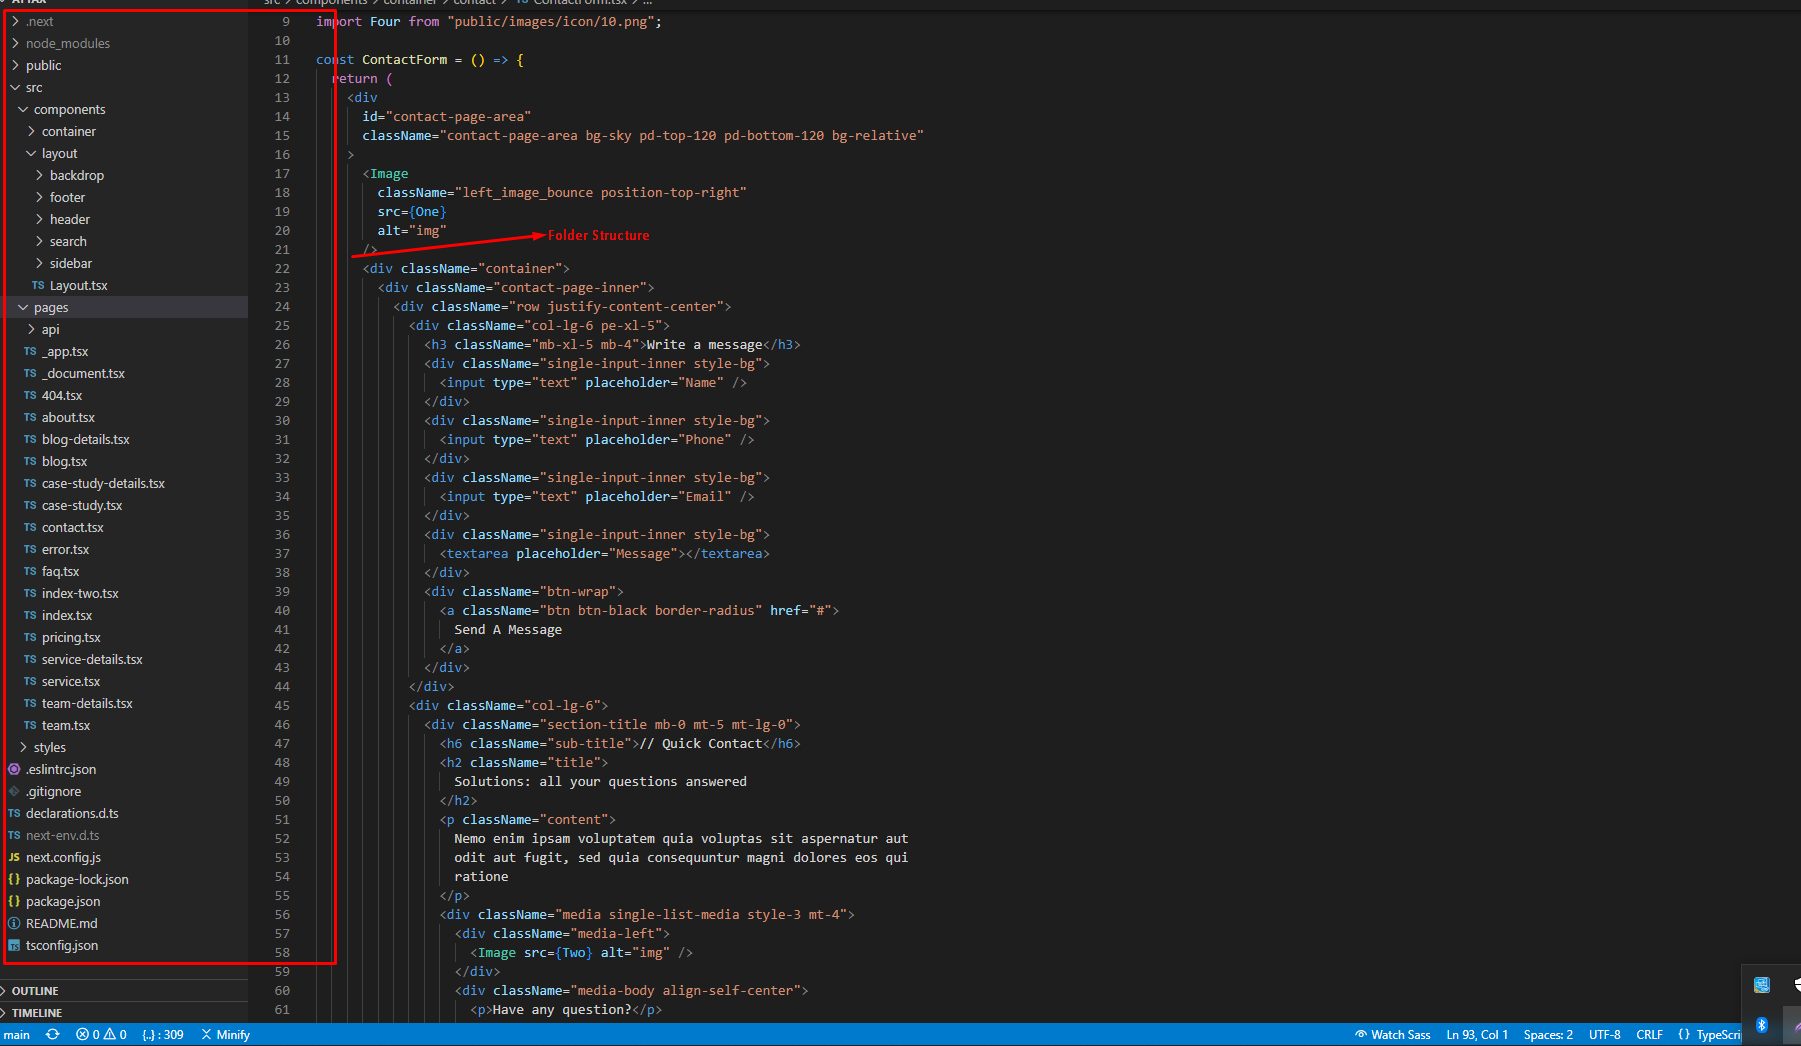 src > components > container > contact > TS ContactForm.tsx > ...
.next
node_modules
public
src
components
container
layout
backdrop
footer
header
search
sidebar
TS Layout.tsx
pages
api
TS _app.tsx
TS _document.tsx
TS 404.tsx
TS about.tsx
TS blog-details.tsx
TS blog.tsx
TS case-study-details.tsx
TS case-study.tsx
TS contact.tsx
TS error.tsx
TS faq.tsx
TS index-two.tsx
TS index.tsx
TS pricing.tsx
TS service-details.tsx
TS service.tsx
TS team-details.tsx
TS team.tsx
styles
.eslintrc.json
.gitignore
TS declarations.d.ts
TS next-env.d.ts
JS next.config.js
{} package-lock.json
{} package.json
README.md
TS tsconfig.json
OUTLINE
TIMELINE
9 import Four from "public/images/icon/10.png";
10
11 const ContactForm = () => {
12 return (
13 <div
14 id="contact-page-area"
15 className="contact-page-area bg-sky pd-top-120 pd-bottom-120 bg-relative"
16 >
17 <Image
18 className="left_image_bounce position-top-right"
19 src={One}
20 alt="img"
Folder Structure
21 />
22 <div className="container">
23 <div className="contact-page-inner">
24 <div className="row justify-content-center">
25 <div className="col-lg-6 pe-xl-5">
26 <h3 className="mb-xl-5 mb-4">Write a message</h3>
27 <div className="single-input-inner style-bg">
28 <input type="text" placeholder="Name" />
29 </div>
30 <div className="single-input-inner style-bg">
31 <input type="text" placeholder="Phone" />
32 </div>
33 <div className="single-input-inner style-bg">
34 <input type="text" placeholder="Email" />
35 </div>
36 <div className="single-input-inner style-bg">
37 <textarea placeholder="Message"></textarea>
38 </div>
39 <div className="btn-wrap">
40 <a className="btn btn-black border-radius" href="#">
41 Send A Message
42 </a>
43 </div>
44 </div>
45 <div className="col-lg-6">
46 <div className="section-title mb-0 mt-5 mt-lg-0">
47 <h6 className="sub-title">// Quick Contact</h6>
48 <h2 className="title">
49 Solutions: all your questions answered
50 </h2>
51 <p className="content">
52 Nemo enim ipsam voluptatem quia voluptas sit aspernatur aut
53 odit aut fugit, sed quia consequuntur magni dolores eos qui
54 ratione
55 </p>
56 <div className="media single-list-media style-3 mt-4">
57 <div className="media-left">
58 <Image src={Two} alt="img" />
59 </div>
60 <div className="media-body align-self-center">
61 <p>Have any question?</p>
main 0 0 {..} : 309 Minify Watch Sass Ln 93, Col 1 Spaces: 2 UTF-8 CRLF {} TypeScri